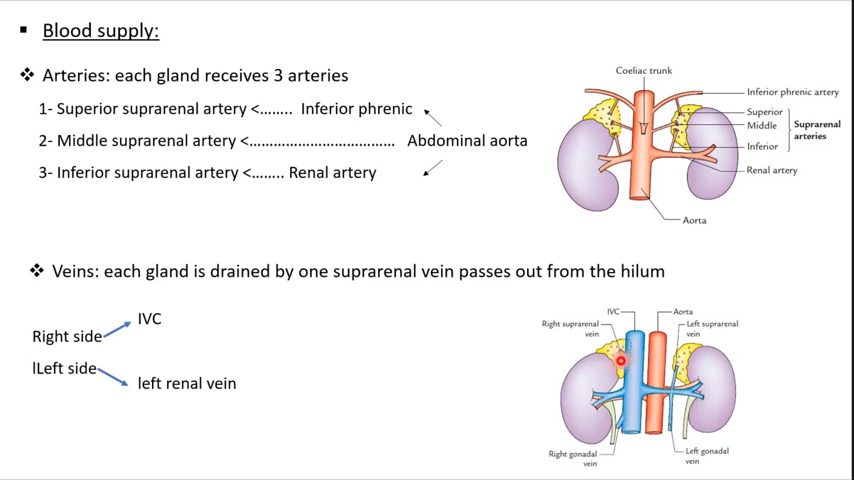 ▪ Blood supply:
❖ Arteries: each gland receives 3 arteries
1- Superior suprarenal artery <........ Inferior phrenic
2- Middle suprarenal artery <.................................... Abdominal aorta
3- Inferior suprarenal artery <........ Renal artery
Coeliac trunk
Inferior phrenic artery
Superior
Middle
Inferior
Suprarenal
arteries
Renal artery
Aorta
❖ Veins: each gland is drained by one suprarenal vein passes out from the hilum
IVC
Right side
lLeft side
left renal vein
IVC
Aorta
Right suprarenal
vein
Left suprarenal
vein
Right gonadal
vein
Left gonadal
vein